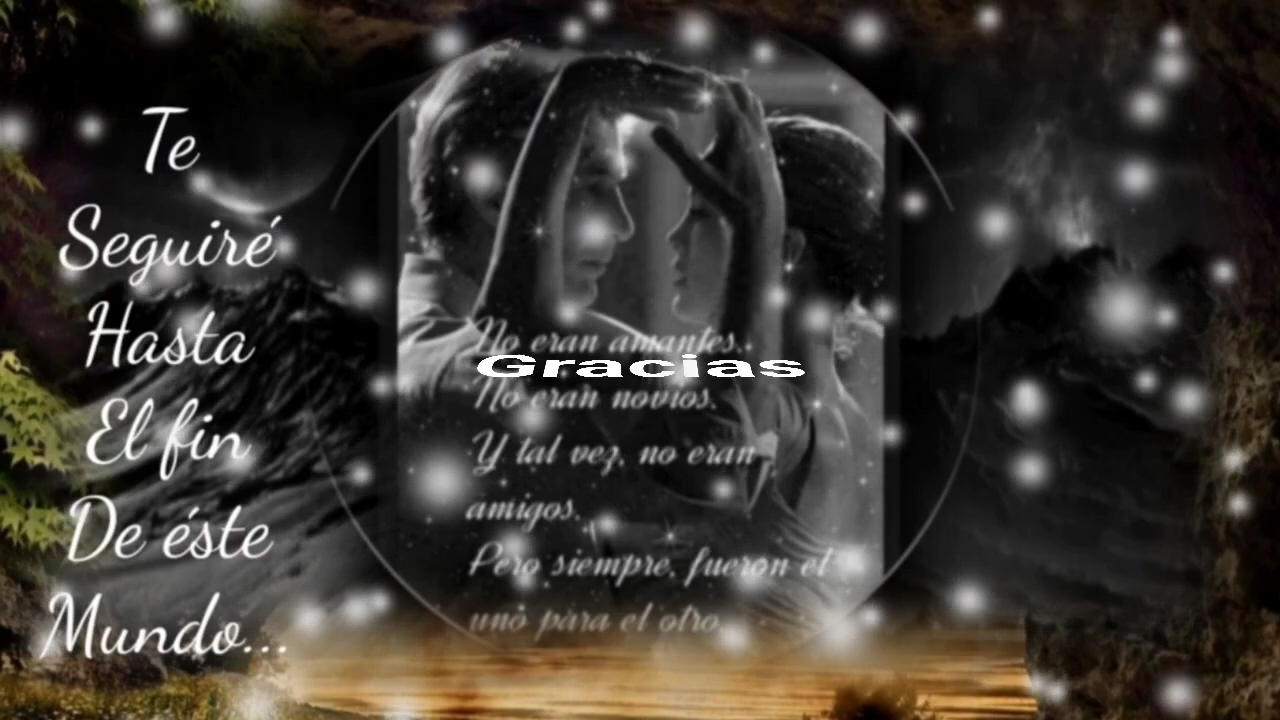 Te
Seguiré
Hasta
El fin
De éste
Mundo...
No eran amantes..
Gracias
No eran novios.
Y tal vez, no eran
amigos.
Pero siempre, fueron el
uno para el otro.